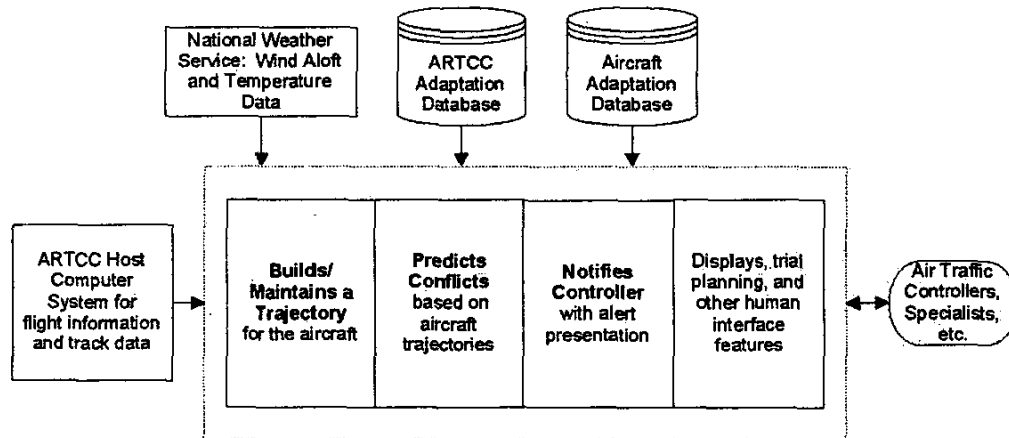 National Weather
Service: Wind Aloft
and Temperature
Data
ARTCC
Adaptation
Database
Aircraft
Adaptation
Database
ARTCC Host
Computer
System for
flight information
and track data
Builds/
Maintains a
Trajectory
for the aircraft
Predicts
Conflicts
based on
aircraft
trajectories
Notifies
Controller
with alert
presentation
Displays, trial
planning, and
other human
interface
features
Air Traffic
Controllers,
Specialists,
etc.